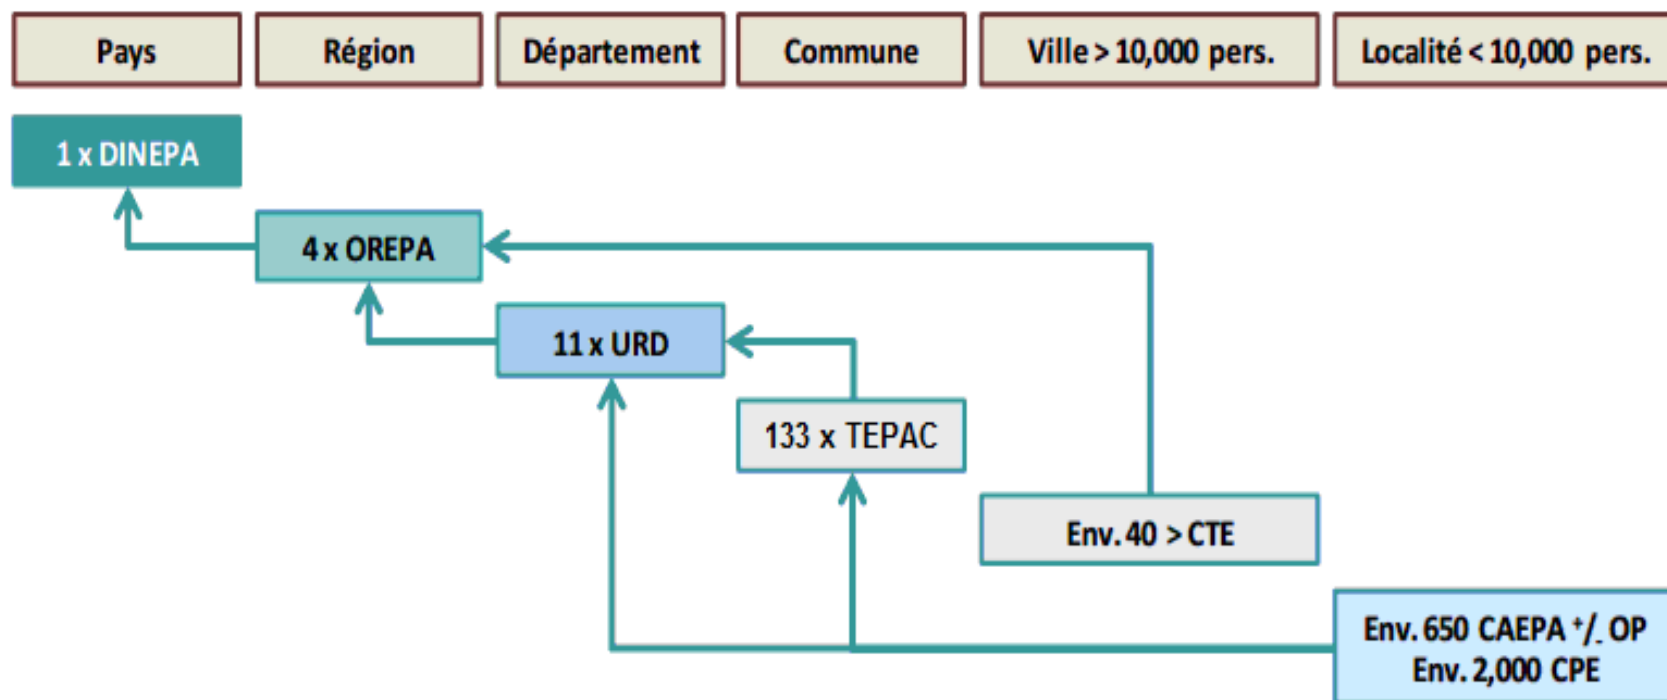 Pays
Région
Département
Commune
Ville > 10,000 pers.
Localité < 10,000 pers.
1 x DINEPA
4 x OREPA
11 x URD
133 x TEPAC
Env. 40 > CTE
Env. 650 CAEPA +/- OP
Env. 2,000 CPE